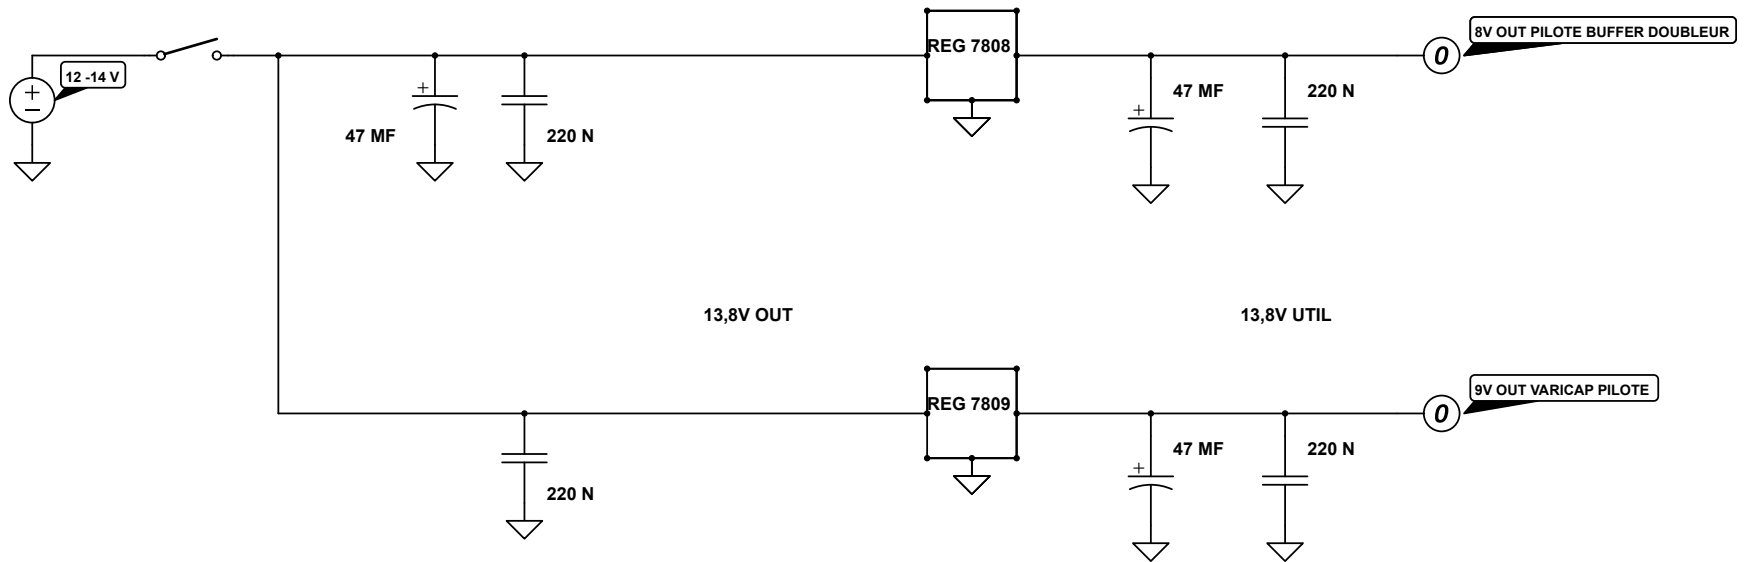 REG 7808
8V OUT PILOTE BUFFER DOUBLEUR
0
12 -14 V
+
47 MF
+
220 N
47 MF
+
220 N
13,8V OUT
13,8V UTIL
REG 7809
9V OUT VARICAP PILOTE
0
47 MF
+
220 N
220 N